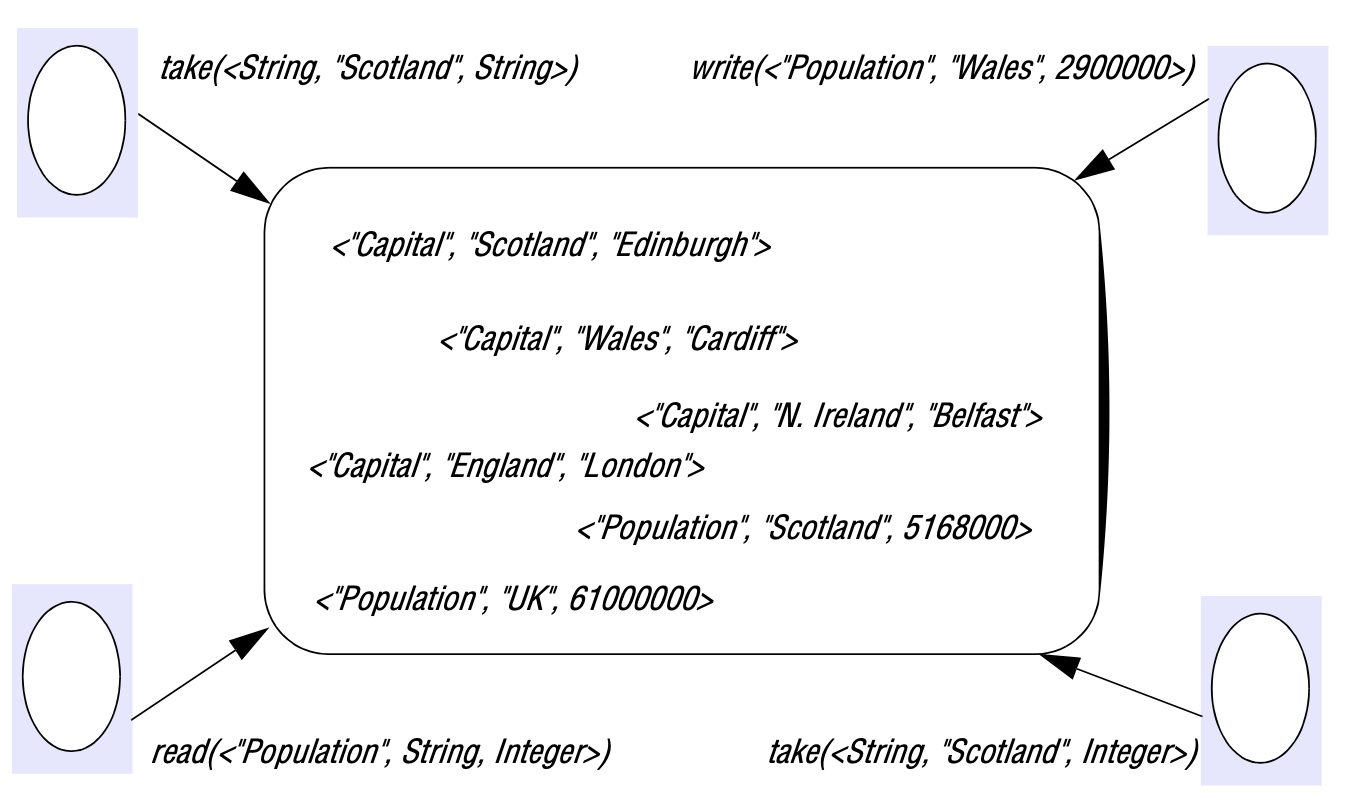 take(<String, "Scotland", String>)
write(<"Population", "Wales", 2900000>)
<"Capital", "Scotland", "Edinburgh">
<"Capital", "Wales", "Cardiff">
<"Capital", "N. Ireland", "Belfast">
<"Capital", "England", "London">
<"Population", "Scotland", 5168000>
<"Population", "UK", 61000000>
read(<"Population", String, Integer>)
take(<String, "Scotland", Integer>)